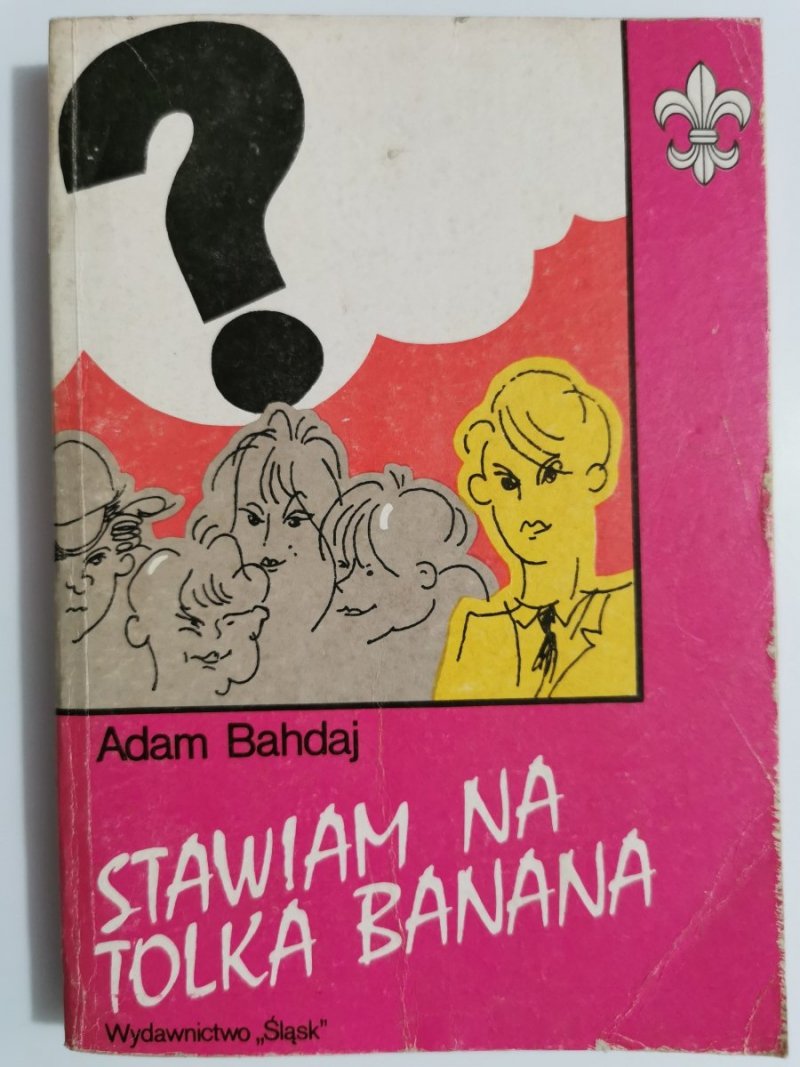 ?
Adam Bahdaj
STAWIAM NA
TOLKA BANANA
Wydawnictwo „Śląsk"